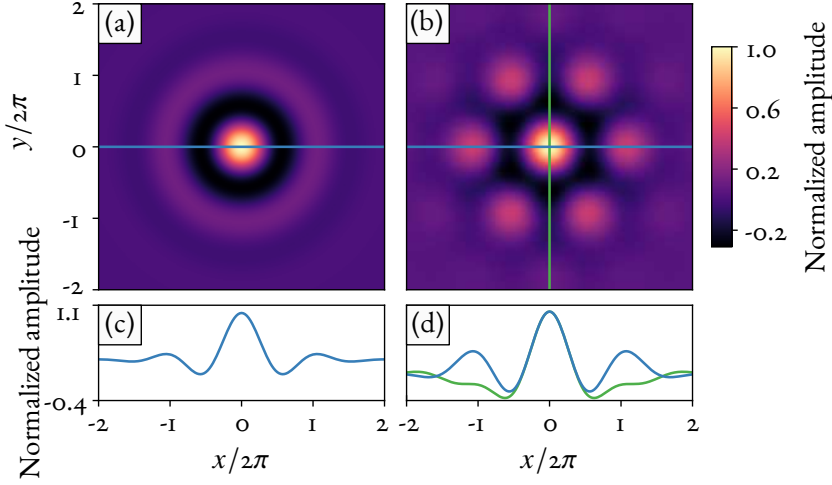 (a)
(b)
2
1
0
-1
-2
y/2π
1.0
0.6
0.2
-0.2
Normalized amplitude
Normalized amplitude
1.1
-0.4
(c)
(d)
-2 -1 0 1 2
-2 -1 0 1 2
x/2π
x/2π